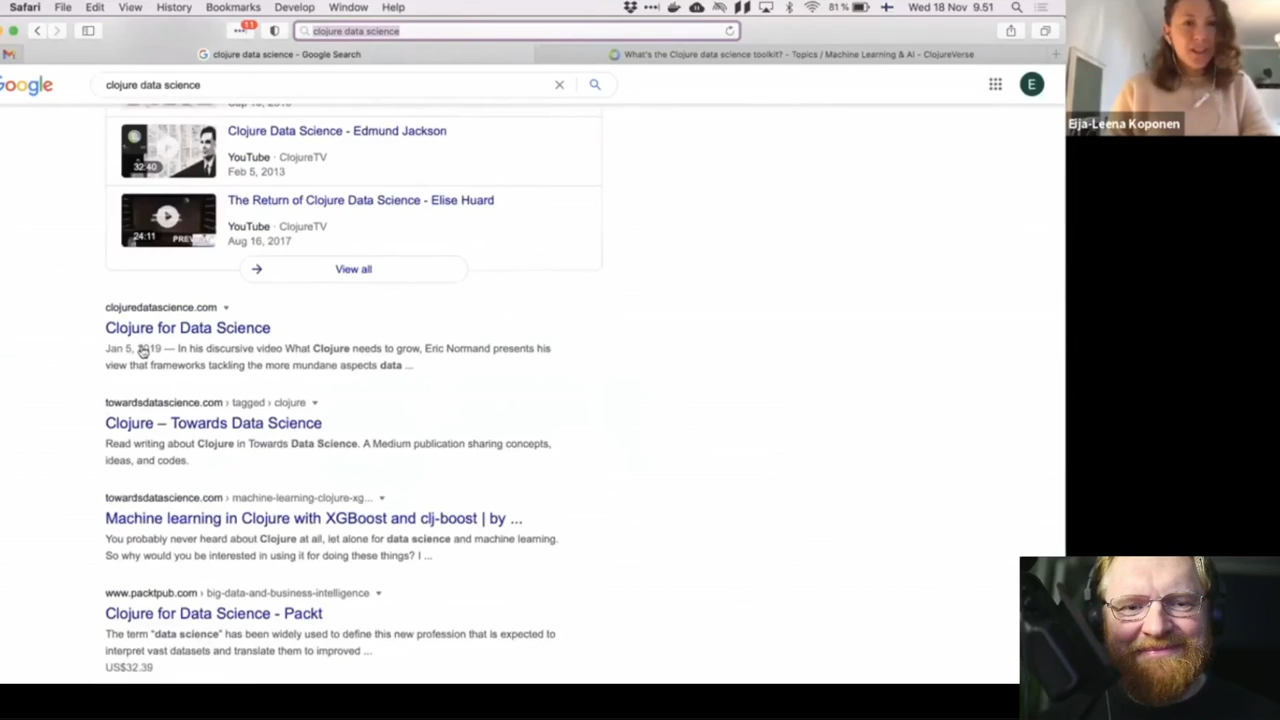 Safari File Edit View History Bookmarks Develop Window Help 81 % Wed 18 Nov 9.51
11 clojure data science
clojure data science - Google Search What's the Clojure data science toolkit? - Topics / Machine Learning & AI - ClojureVerse
Google clojure data science E
Eija-Leena Koponen
Clojure Data Science - Edmund Jackson
32:40
YouTube · ClojureTV
Feb 5, 2013
The Return of Clojure Data Science - Elise Huard
YouTube · ClojureTV
24:11 PREVIEW
Aug 16, 2017
→ View all
clojuredatascience.com
Clojure for Data Science
Jan 5, 2019 — In his discursive video What Clojure needs to grow, Eric Normand presents his
view that frameworks tackling the more mundane aspects data ...
towardsdatascience.com › tagged › clojure
Clojure – Towards Data Science
Read writing about Clojure in Towards Data Science. A Medium publication sharing concepts,
ideas, and codes.
towardsdatascience.com › machine-learning-clojure-xg...
Machine learning in Clojure with XGBoost and clj-boost | by ...
You probably never heard about Clojure at all, let alone for data science and machine learning.
So why would you be interested in using it for doing these things? I ...
www.packtpub.com › big-data-and-business-intelligence
Clojure for Data Science - Packt
The term "data science" has been widely used to define this new profession that is expected to
interpret vast datasets and translate them to improved ...
US$32.39